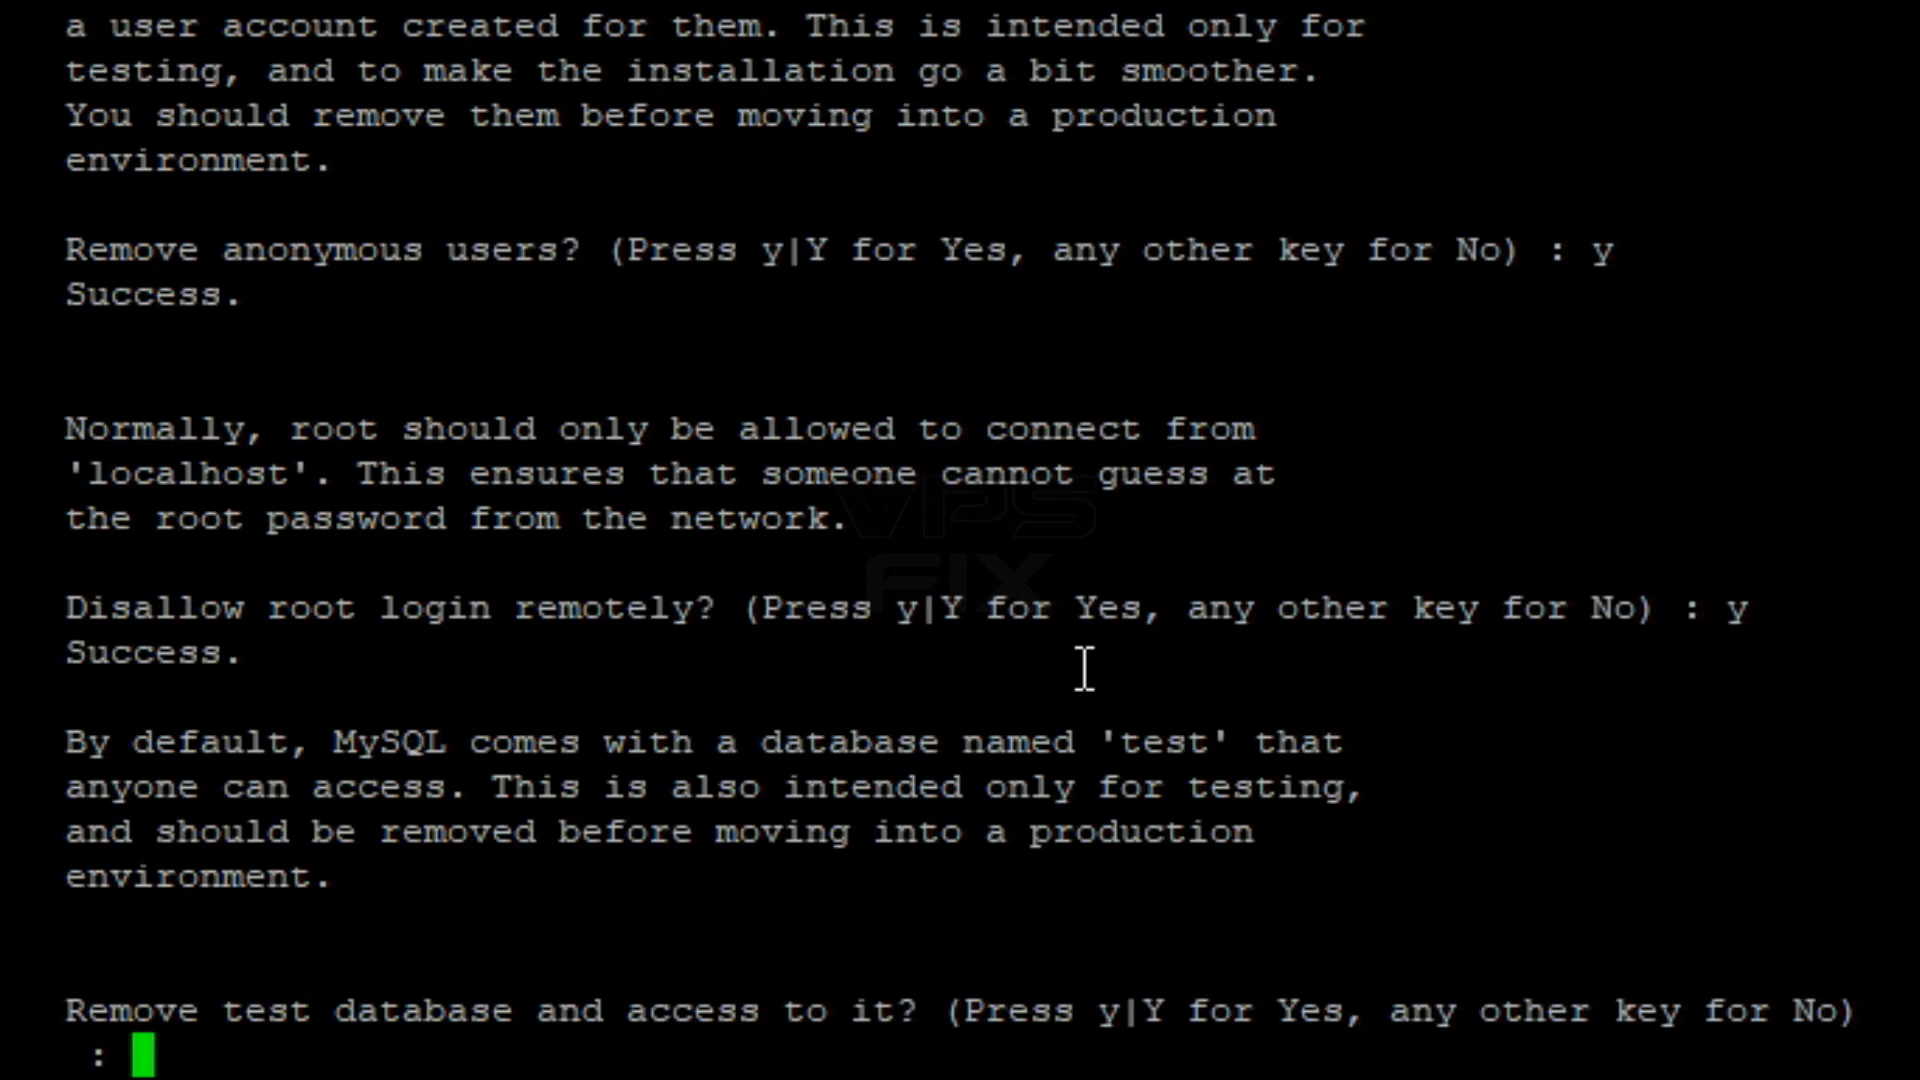 a user account created for them. This is intended only for
testing, and to make the installation go a bit smoother.
You should remove them before moving into a production
environment.
Remove anonymous users? (Press y|Y for Yes, any other key for No) : y
Success.
Normally, root should only be allowed to connect from
'localhost'. This ensures that someone cannot guess at
the root password from the network.
VPS
FIX
Disallow root login remotely? (Press y|Y for Yes, any other key for No) : y
Success.
By default, MySQL comes with a database named 'test' that
anyone can access. This is also intended only for testing,
and should be removed before moving into a production
environment.
Remove test database and access to it? (Press y|Y for Yes, any other key for No)
: